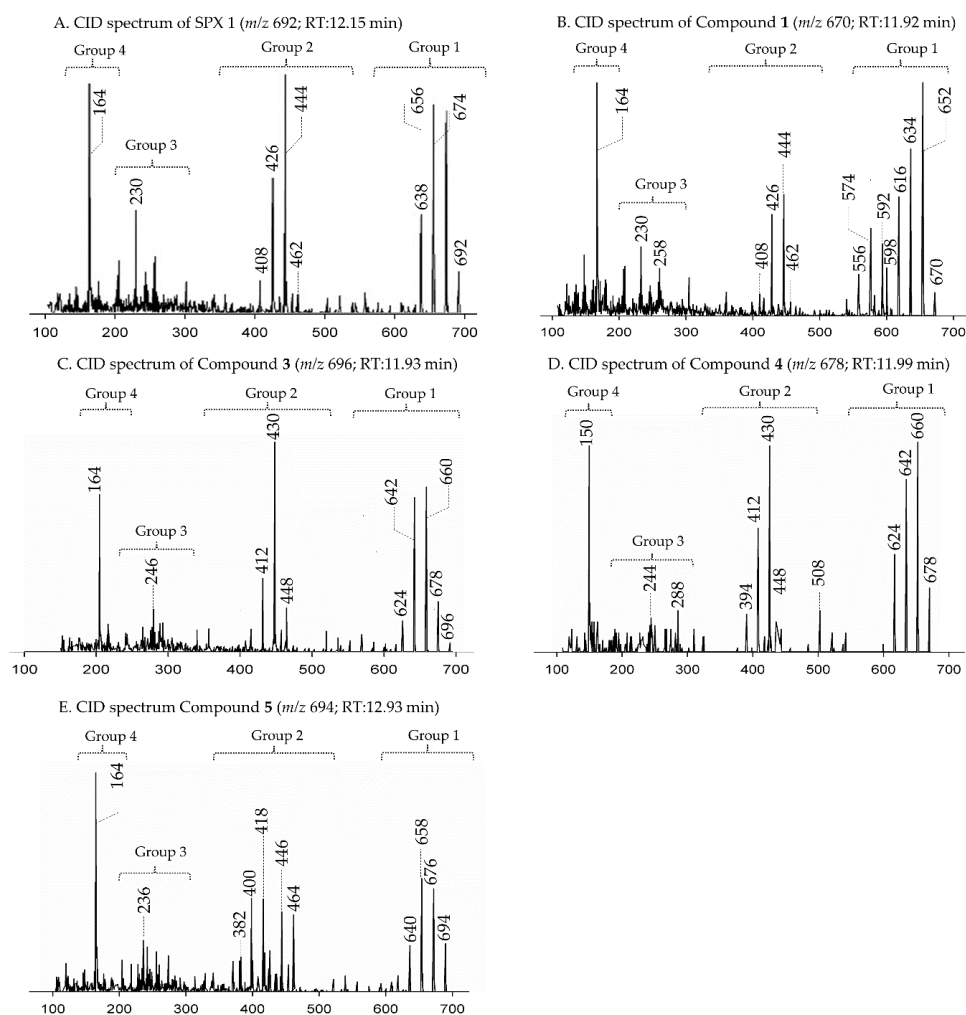 A. CID spectrum of SPX 1 (m/z 692; RT:12.15 min)
Group 4
Group 2
Group 1
164
444
656
674
Group 3
426
230
638
408
462
692
100 200 300 400 500 600 700
B. CID spectrum of Compound 1 (m/z 670; RT:11.92 min)
Group 4
Group 2
Group 1
164
444
652
634
574
616
Group 3
426
592
230
258
408
462
556
598
670
100 200 300 400 500 600 700
C. CID spectrum of Compound 3 (m/z 696; RT:11.93 min)
Group 4
Group 2
Group 1
430
164
642
660
Group 3
246
412
448
624
678
696
100 200 300 400 500 600 700
D. CID spectrum of Compound 4 (m/z 678; RT:11.99 min)
Group 4
Group 2
Group 1
150
430
660
642
412
624
Group 3
244
288
394
448
508
678
100 200 300 400 500 600 700
E. CID spectrum Compound 5 (m/z 694; RT:12.93 min)
Group 4
Group 2
Group 1
164
418
658
446
Group 3
400
464
676
236
382
640
694
100 200 300 400 500 600 700